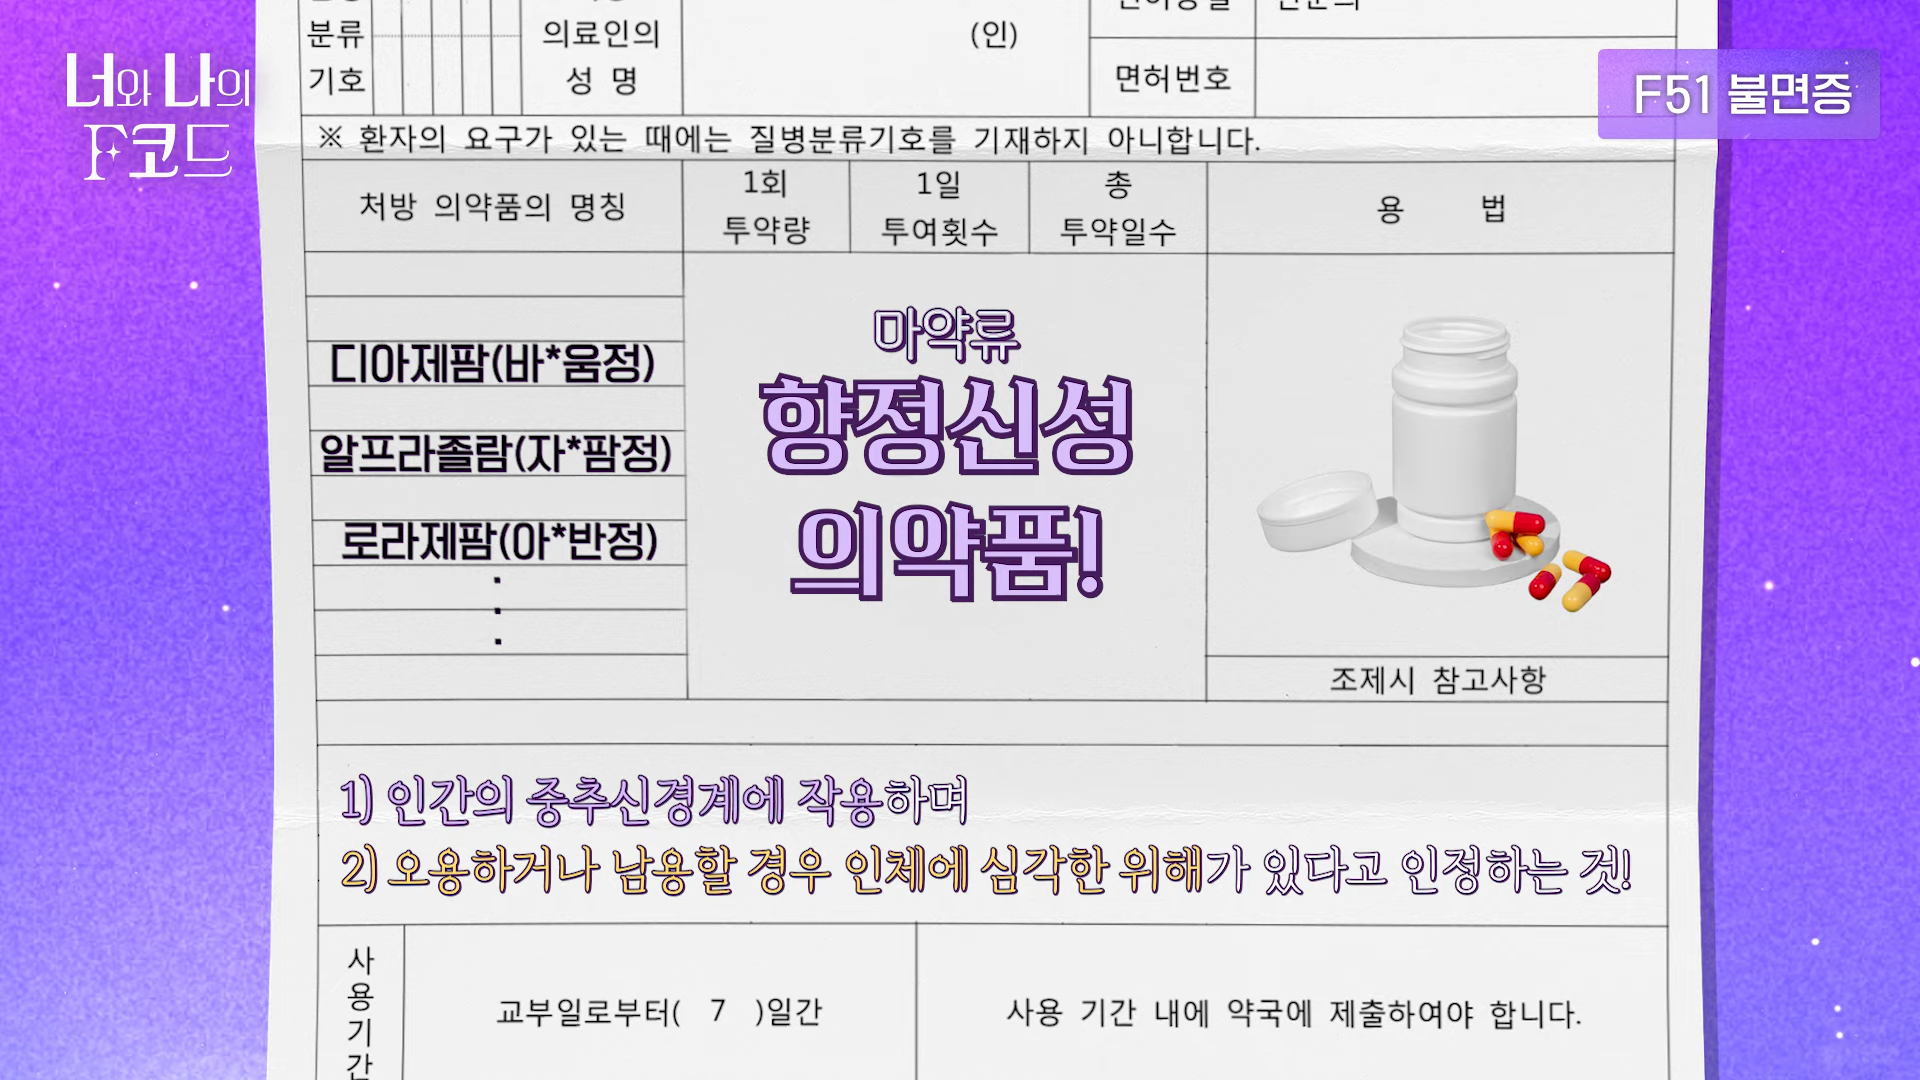 너와 나의
F코드
F51 불면증
분류
기호
의료인의
성 명
(인)
면허번호
※ 환자의 요구가 있는 때에는 질병분류기호를 기재하지 아니합니다.
처방 의약품의 명칭
1회
투약량
1일
투여횟수
총
투약일수
용 법
디아제팜(바*움정)
알프라졸람(자*팜정)
로라제팜(아*반정)
마약류
향정신성
의약품!
조제시 참고사항
1) 인간의 중추신경계에 작용하며
2) 오용하거나 남용할 경우 인체에 심각한 위해가 있다고 인정하는 것!
사용기간
교부일로부터( 7 )일간
사용 기간 내에 약국에 제출하여야 합니다.